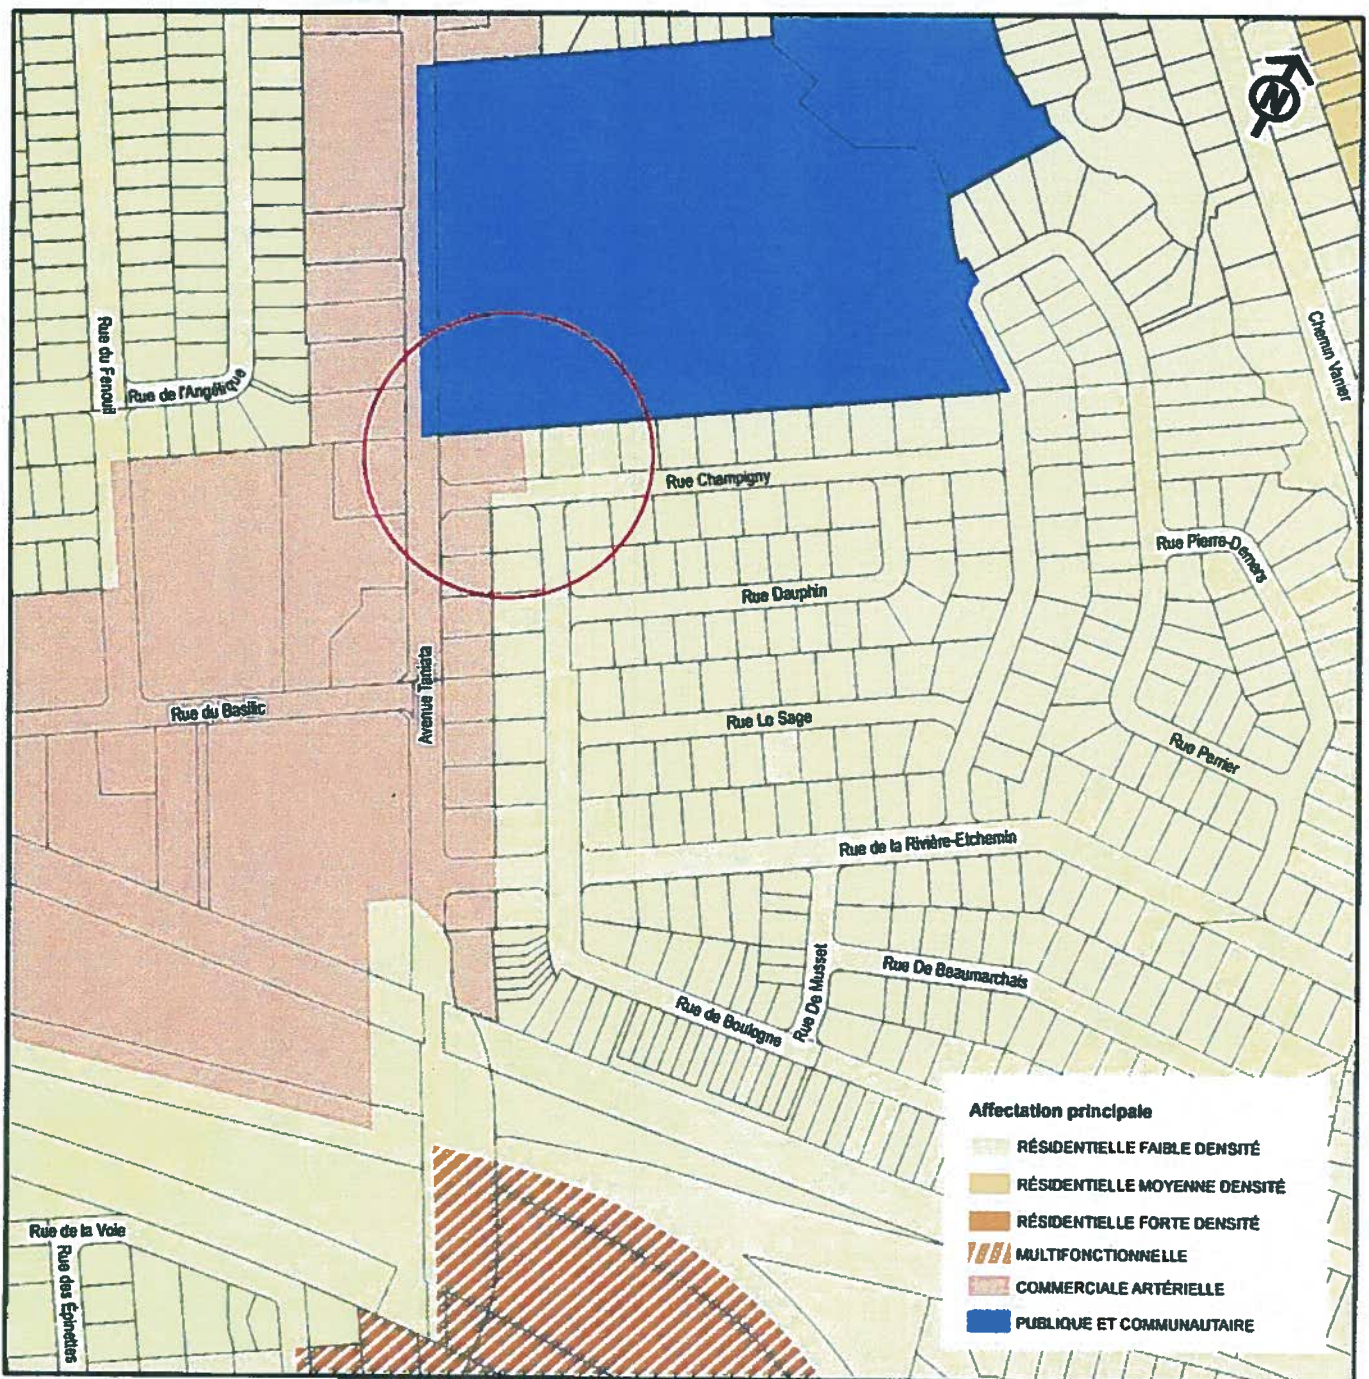 N
Chemin Vanier
Rue du Fenouil
Rue de l'Angélique
Rue Champigny
Rue Pierre-Demers
Rue Dauphin
Avenue Taniata
Rue du Basilic
Rue Le Sage
Rue Perrier
Rue de la Rivière-Etchemin
Rue De Musset
Rue De Beaumarchais
Rue de Boulogne
Rue de la Voie
Rue des Épinettes
Affectation principale
RÉSIDENTIELLE FAIBLE DENSITÉ
RÉSIDENTIELLE MOYENNE DENSITÉ
RÉSIDENTIELLE FORTE DENSITÉ
MULTIFONCTIONNELLE
COMMERCIALE ARTÉRIELLE
PUBLIQUE ET COMMUNAUTAIRE